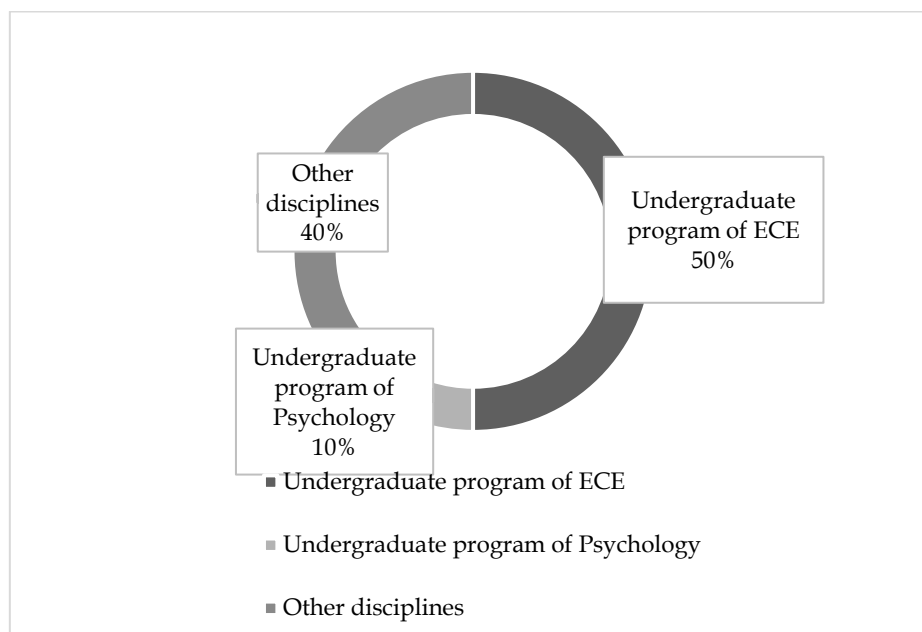 Other
disciplines
40%
Undergraduate
program of ECE
50%
Undergraduate
program of
Psychology
10%
Undergraduate program of ECE
Undergraduate program of Psychology
Other disciplines